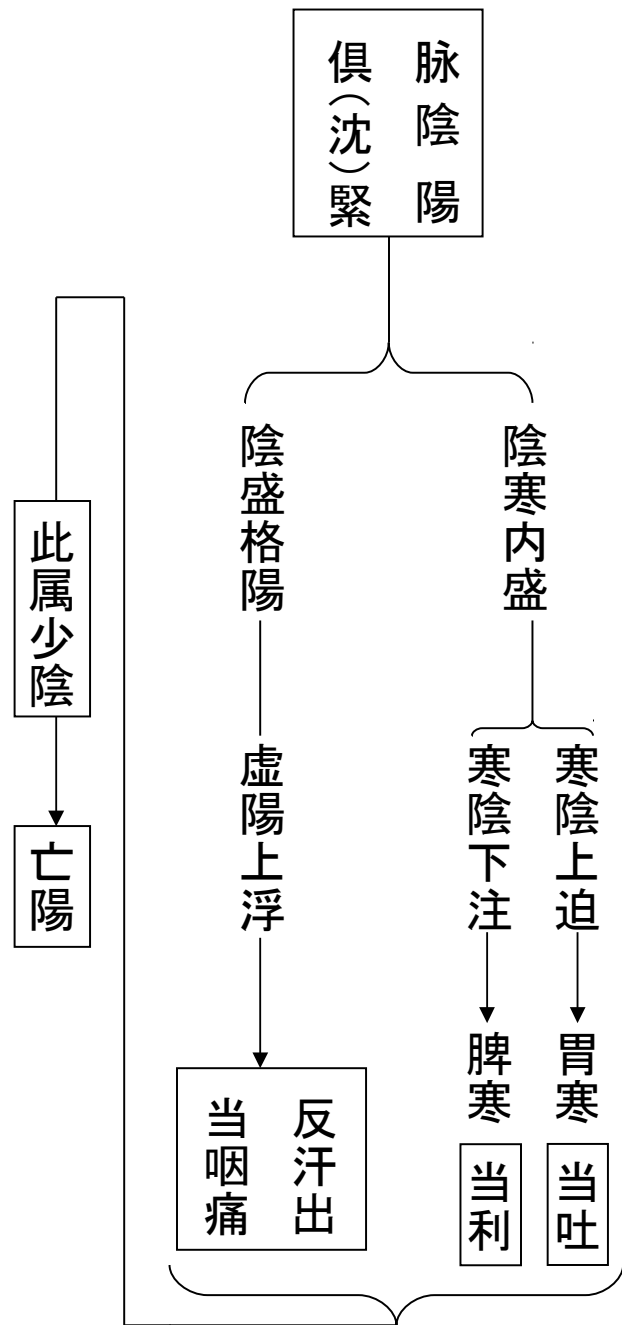 脉陰陽
俱(沈)緊
陰寒内盛
寒陰上迫
胃寒
当吐
寒陰下注
脾寒
当利
陰盛格陽
虚陽上浮
反汗出
当咽痛
此属少陰
亡陽